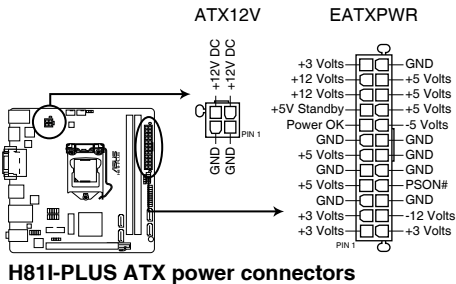 ATX12V
EATXPWR
+12V DC
+12V DC
GND
GND
PIN 1
+3 Volts GND
+12 Volts +5 Volts
+12 Volts +5 Volts
+5V Standby +5 Volts
Power OK -5 Volts
GND GND
+5 Volts GND
GND GND
+5 Volts PSON#
GND GND
+3 Volts -12 Volts
+3 Volts +3 Volts
PIN 1
H81I-PLUS ATX power connectors